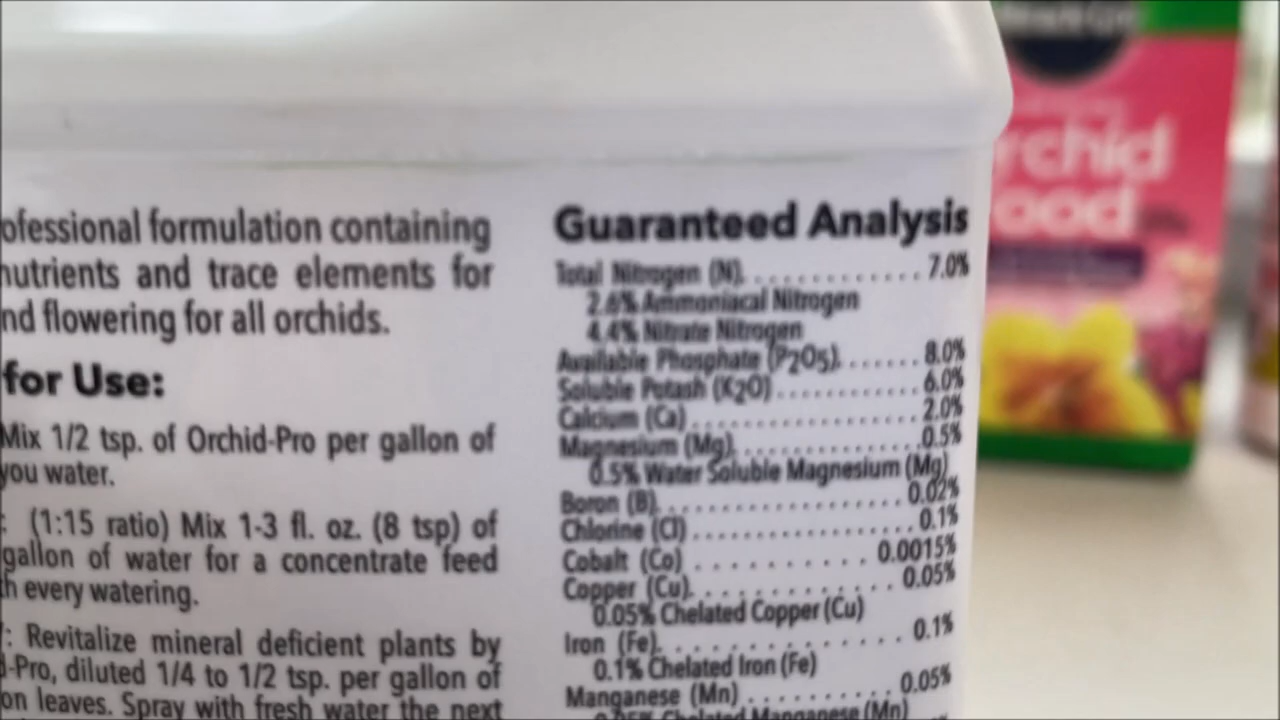 ofessional formulation containing
nutrients and trace elements for
nd flowering for all orchids.
for Use:
Mix 1/2 tsp. of Orchid-Pro per gallon of
you water.
: (1:15 ratio) Mix 1-3 fl. oz. (8 tsp) of
gallon of water for a concentrate feed
h every watering.
: Revitalize mineral deficient plants by
-Pro, diluted 1/4 to 1/2 tsp. per gallon of
on leaves. Spray with fresh water the next
Guaranteed Analysis
Total Nitrogen (N). . . . . . . . . . . . . 7.0%
2.6% Ammoniacal Nitrogen
4.4% Nitrate Nitrogen
Available Phosphate (P2O5). . . . . . . 8.0%
Soluble Potash (K2O) . . . . . . . . . . . . 6.0%
Calcium (Ca) . . . . . . . . . . . . . . . . . . 2.0%
Magnesium (Mg). . . . . . . . . . . . . . .0.5%
0.5% Water Soluble Magnesium (Mg)
Boron (B). . . . . . . . . . . . . . . . . . 0.02%
Chlorine (Cl) . . . . . . . . . . . . . . . . . 0.1%
Cobalt (Co) . . . . . . . . . . 0.0015%
Copper (Cu). . . . . . . . . . . . . 0.05%
0.05% Chelated Copper (Cu)
Iron (Fe). . . . . . . . . . . . . . 0.1%
0.1% Chelated Iron (Fe)
Manganese (Mn) . . . . . . . . . . 0.05%
0.05% Chelated Manganese (Mn)
rchid
ood